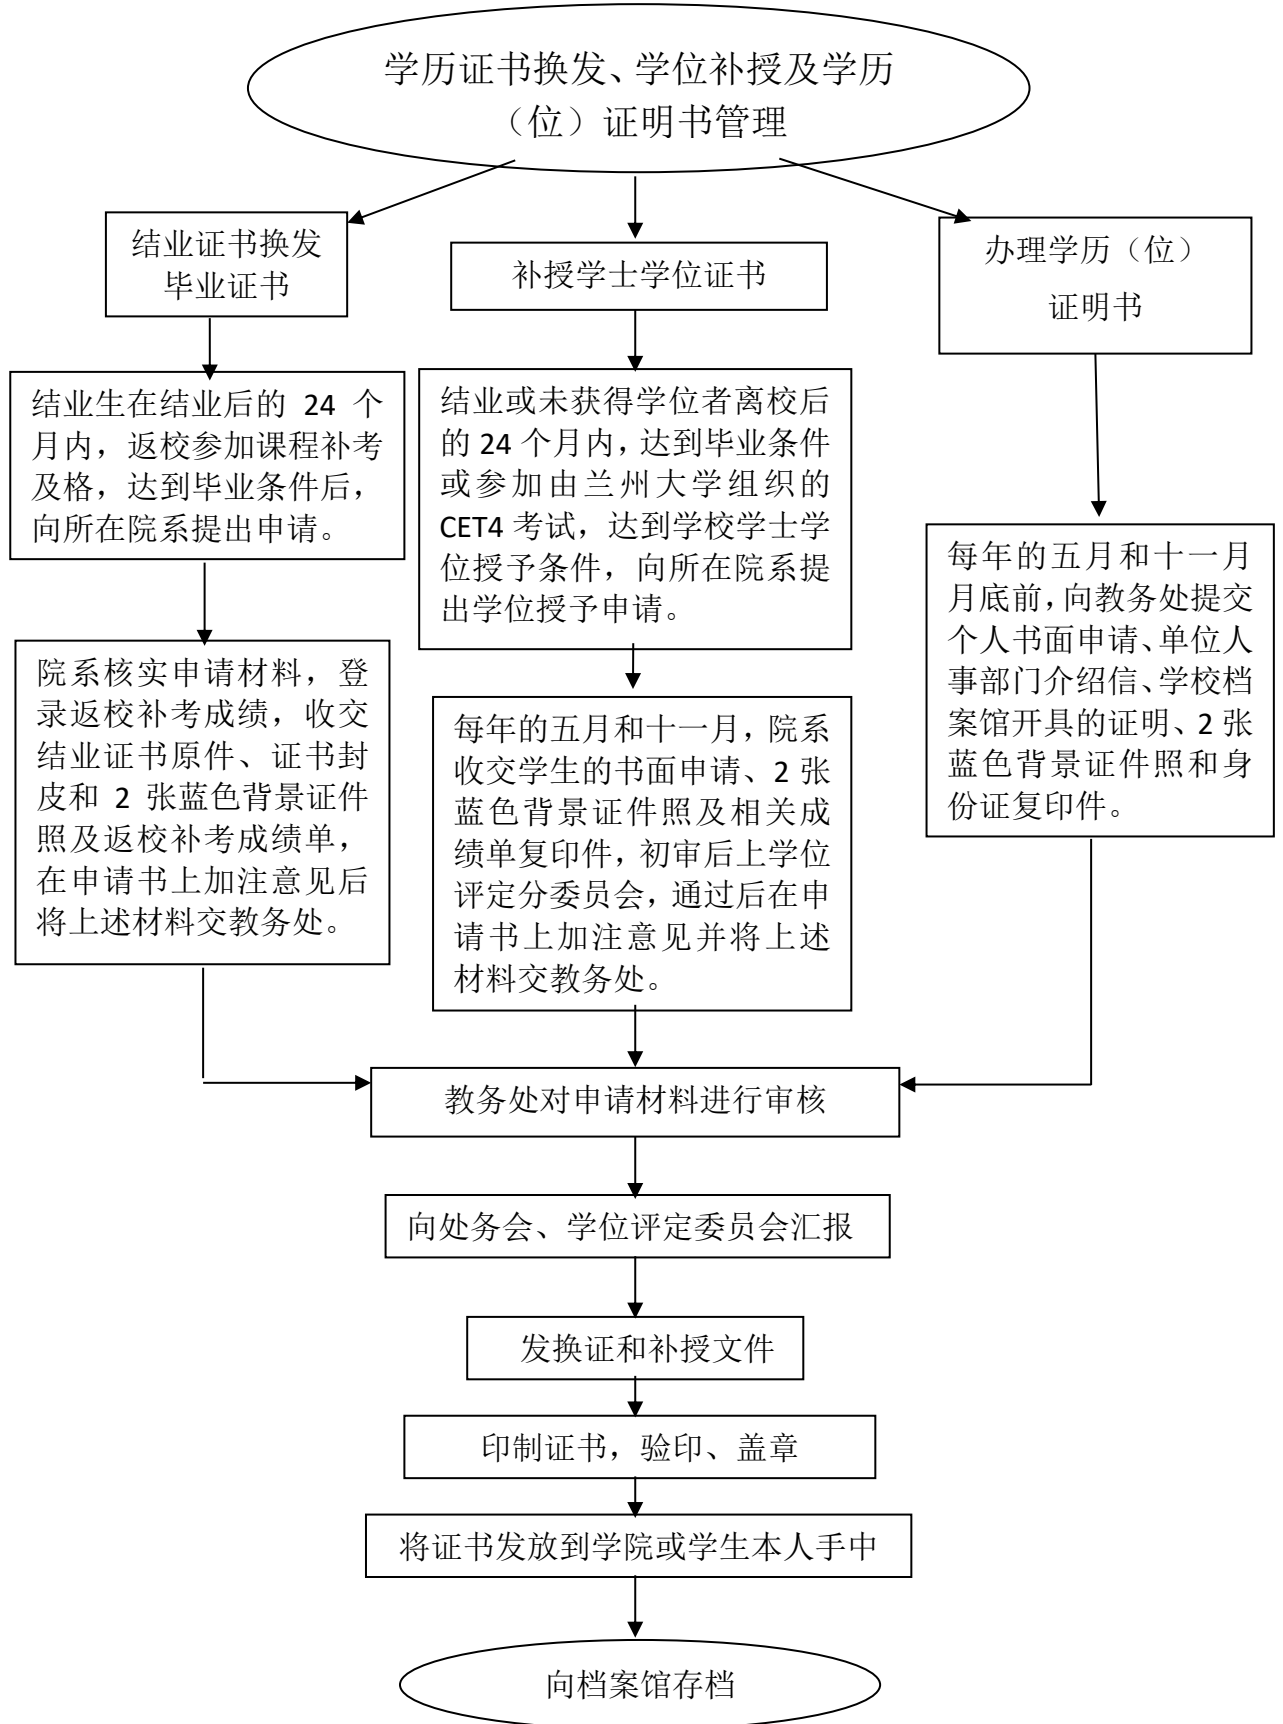 学历证书换发、学位补授及学历
（位）证明书管理
结业证书换发
毕业证书
补授学士学位证书
办理学历（位）
证明书
结业生在结业后的 24 个
月内，返校参加课程补考
及格，达到毕业条件后，
向所在院系提出申请。
结业或未获得学位者离校后
的 24 个月内，达到毕业条件
或参加由兰州大学组织的
CET4 考试，达到学校学士学
位授予条件，向所在院系提
出学位授予申请。
每年的五月和十一月
月底前，向教务处提交
个人书面申请、单位人
事部门介绍信、学校档
案馆开具的证明、2 张
蓝色背景证件照和身
份证复印件。
院系核实申请材料，登
录返校补考成绩，收交
结业证书原件、证书封
皮和 2 张蓝色背景证件
照及返校补考成绩单，
在申请书上加注意见后
将上述材料交教务处。
每年的五月和十一月，院系
收交学生的书面申请、2 张
蓝色背景证件照及相关成
绩单复印件，初审后上学位
评定分委员会，通过后在申
请书上加注意见并将上述
材料交教务处。
教务处对申请材料进行审核
向处务会、学位评定委员会汇报
发换证和补授文件
印制证书，验印、盖章
将证书发放到学院或学生本人手中
向档案馆存档